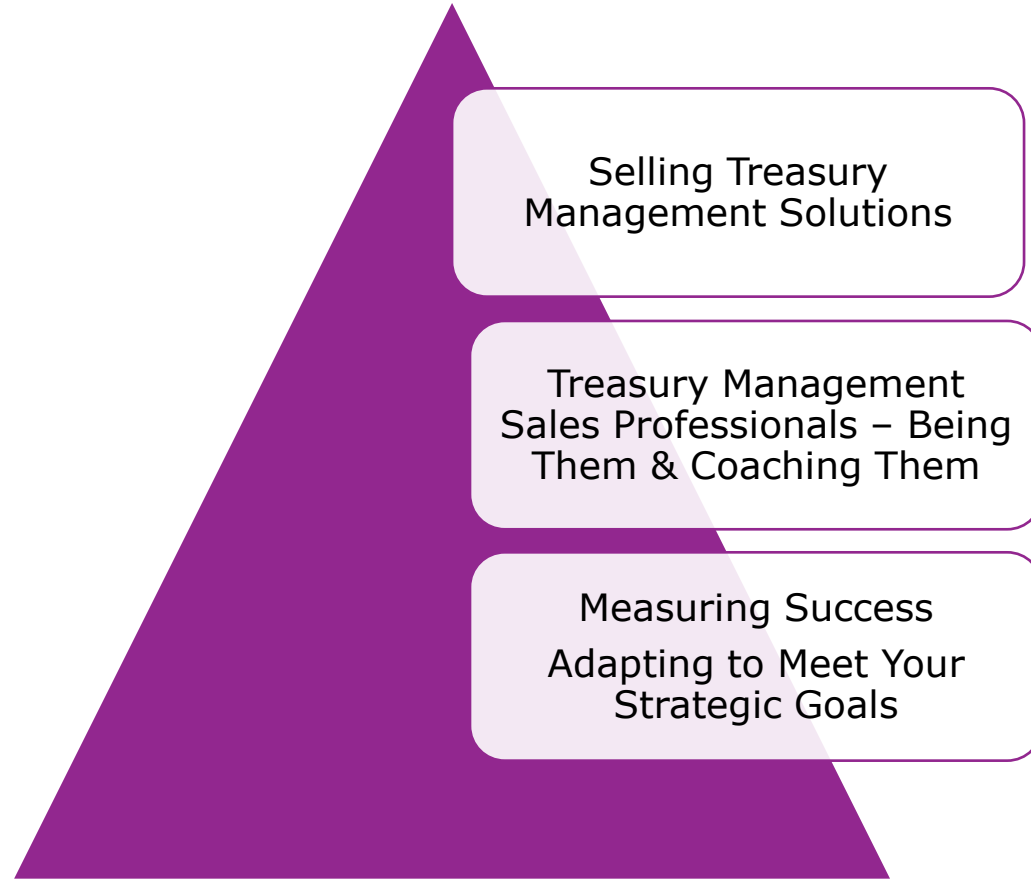 Selling Treasury
Management Solutions
Treasury Management
Sales Professionals – Being
Them & Coaching Them
Measuring Success
Adapting to Meet Your
Strategic Goals